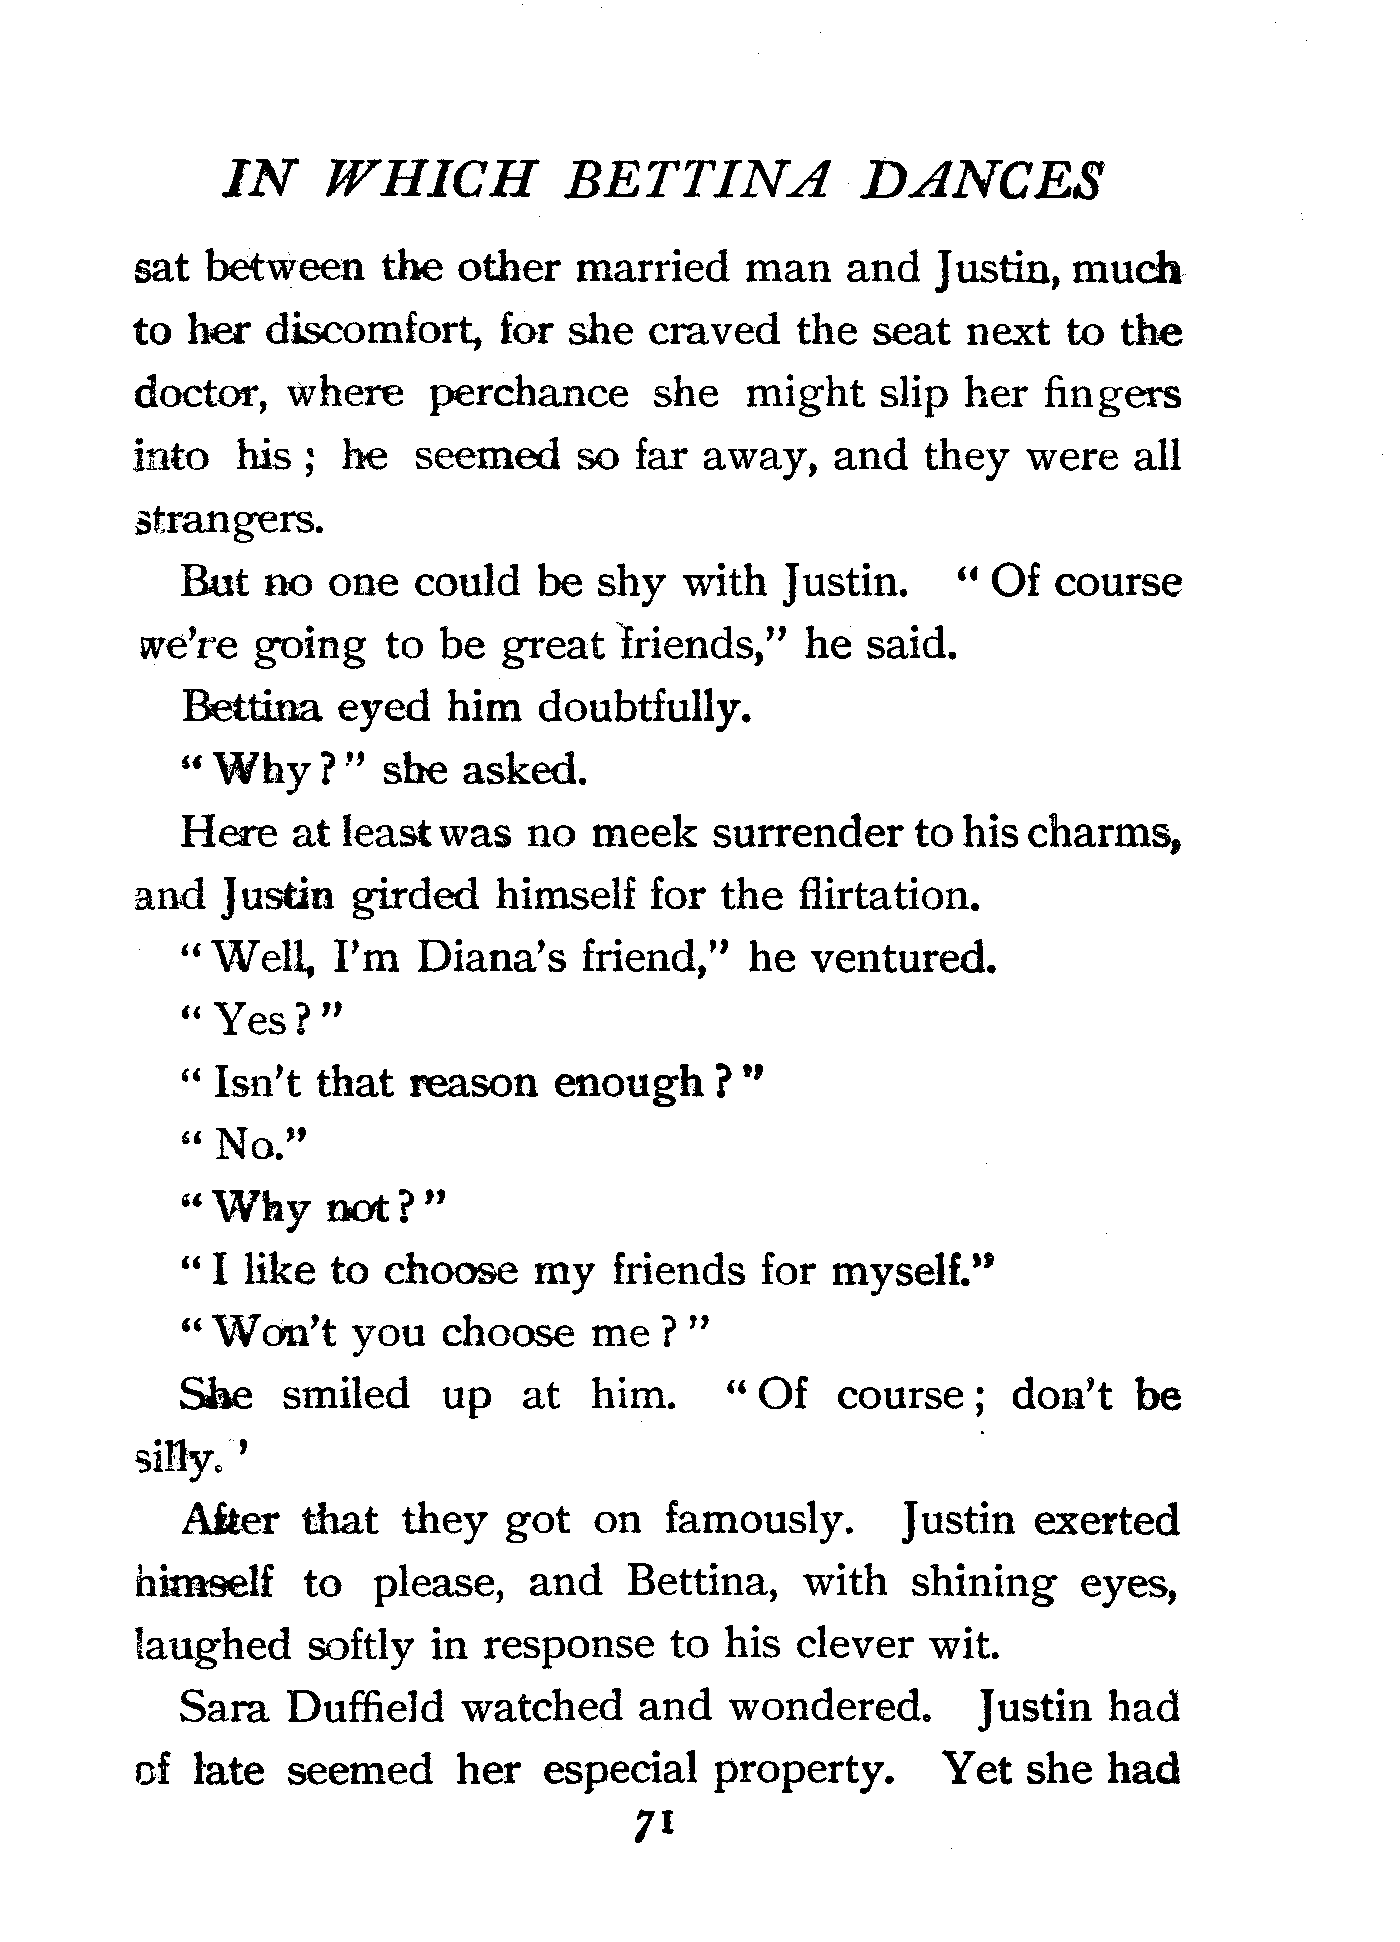 IN WHICH BETTINA DANCES
sat between the other married man and Justin, much
to her discomfort, for she craved the seat next to the
doctor, where perchance she might slip her fingers
into his ; he seemed so far away, and they were all
strangers.
But no one could be shy with Justin. “ Of course
we're going to be great friends,” he said.
Bettina eyed him doubtfully.
“ Why ? ” she asked.
Here at least was no meek surrender to his charms,
and Justin girded himself for the flirtation.
“ Well, I'm Diana's friend,” he ventured.
“ Yes ? ”
“ Isn't that reason enough ? ”
“ No.”
“ Why not ? ”
“ I like to choose my friends for myself.”
“ Won't you choose me ? ”
She smiled up at him. “ Of course ; don't be
silly. '
After that they got on famously. Justin exerted
himself to please, and Bettina, with shining eyes,
laughed softly in response to his clever wit.
Sara Duffield watched and wondered. Justin had
of late seemed her especial property. Yet she had
71